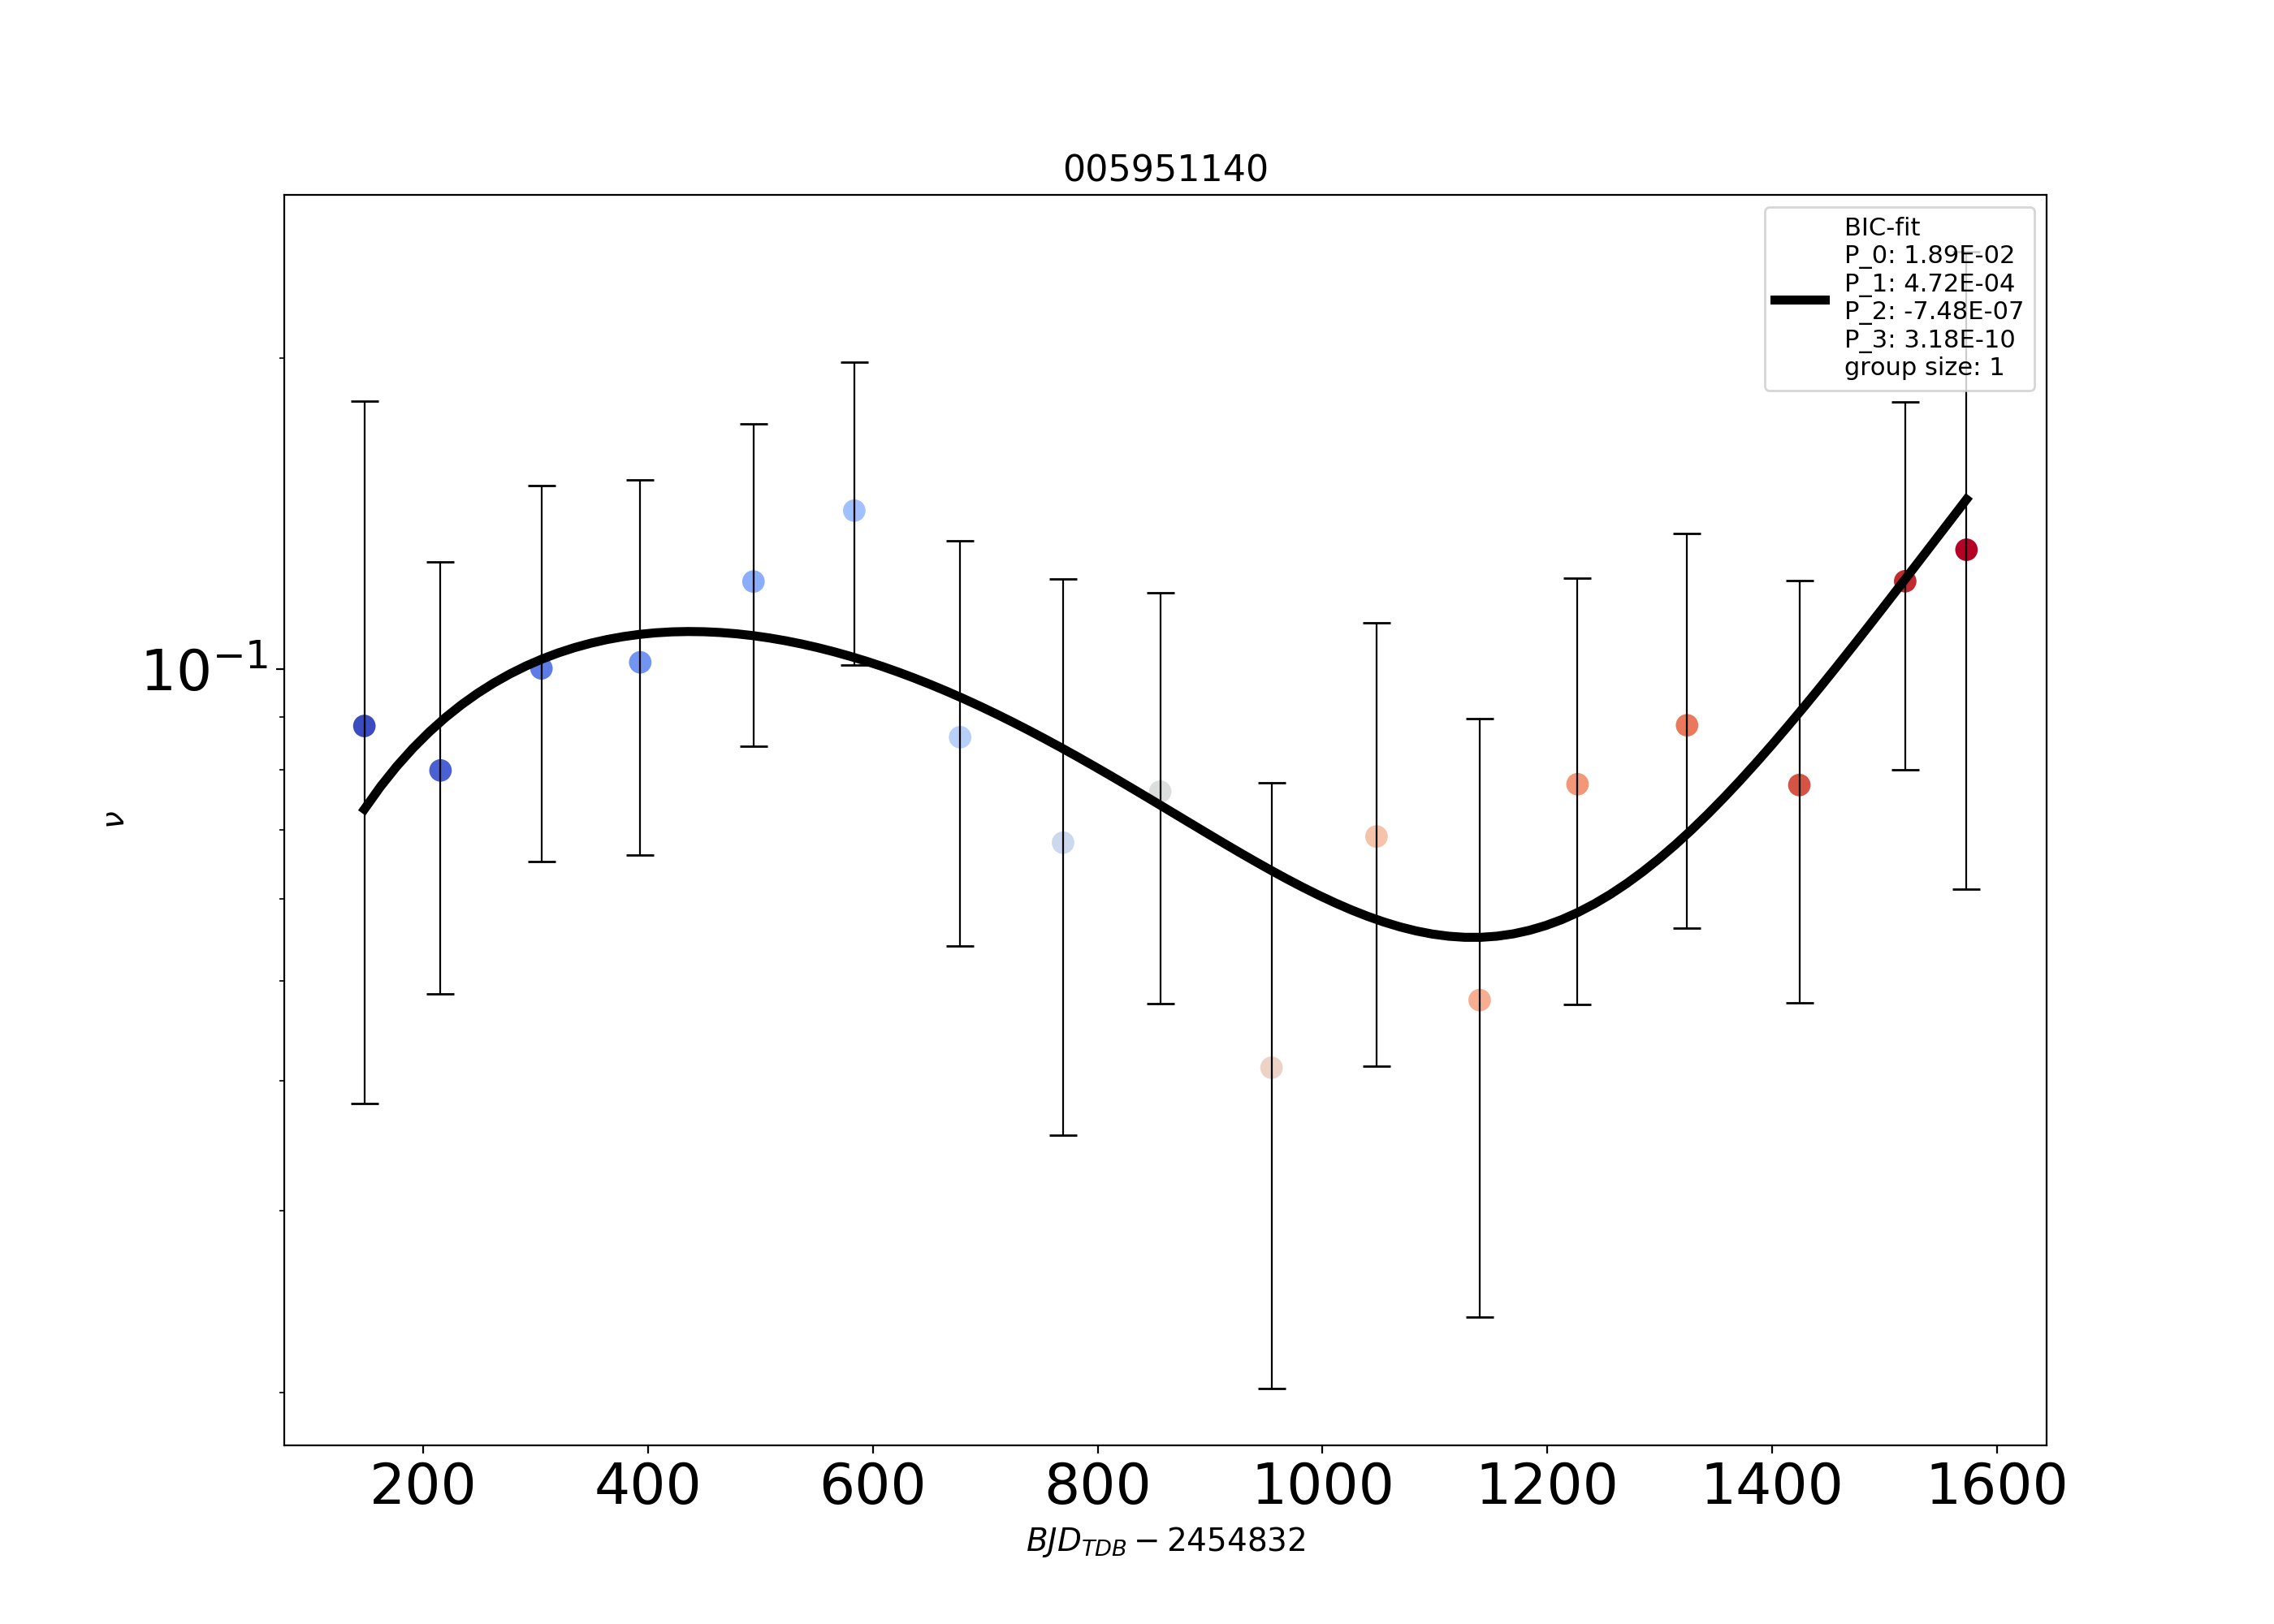 005951140
BIC-fit
P_0: 1.89E-02
P_1: 4.72E-04
P_2: -7.48E-07
P_3: 3.18E-10
group size: 1
10⁻¹
ν
200 400 600 800 1000 1200 1400 1600
BJD_TDB − 2454832